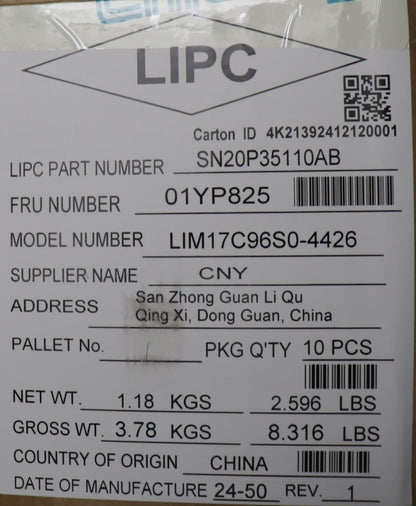 LIPC
Carton ID 4K21392412120001
LIPC PART NUMBER SN20P35110AB
FRU NUMBER 01YP825
MODEL NUMBER LIM17C96S0-4426
SUPPLIER NAME CNY
ADDRESS San Zhong Guan Li Qu
Qing Xi, Dong Guan, China
PALLET No. / PKG Q'TY 10 PCS
NET WT. 1.18 KGS 2.596 LBS
GROSS WT. 3.78 KGS 8.316 LBS
COUNTRY OF ORIGIN CHINA
DATE OF MANUFACTURE 24-50 REV. 1